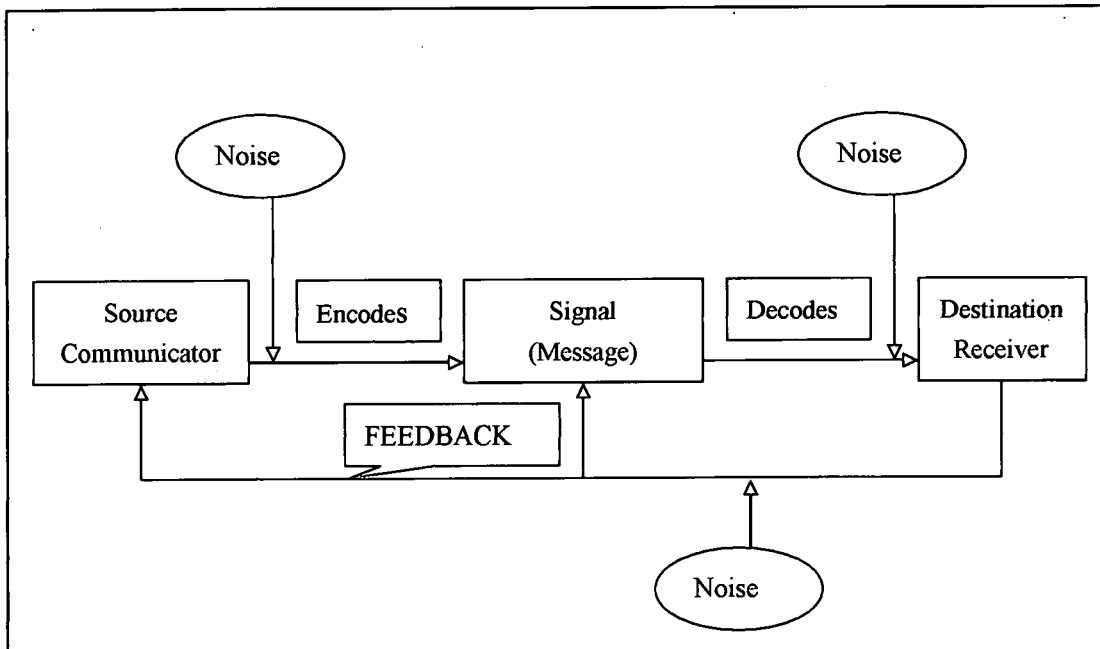 Noise
Noise
Source
Communicator
Encodes
Signal
(Message)
Decodes
Destination
Receiver
FEEDBACK
Noise